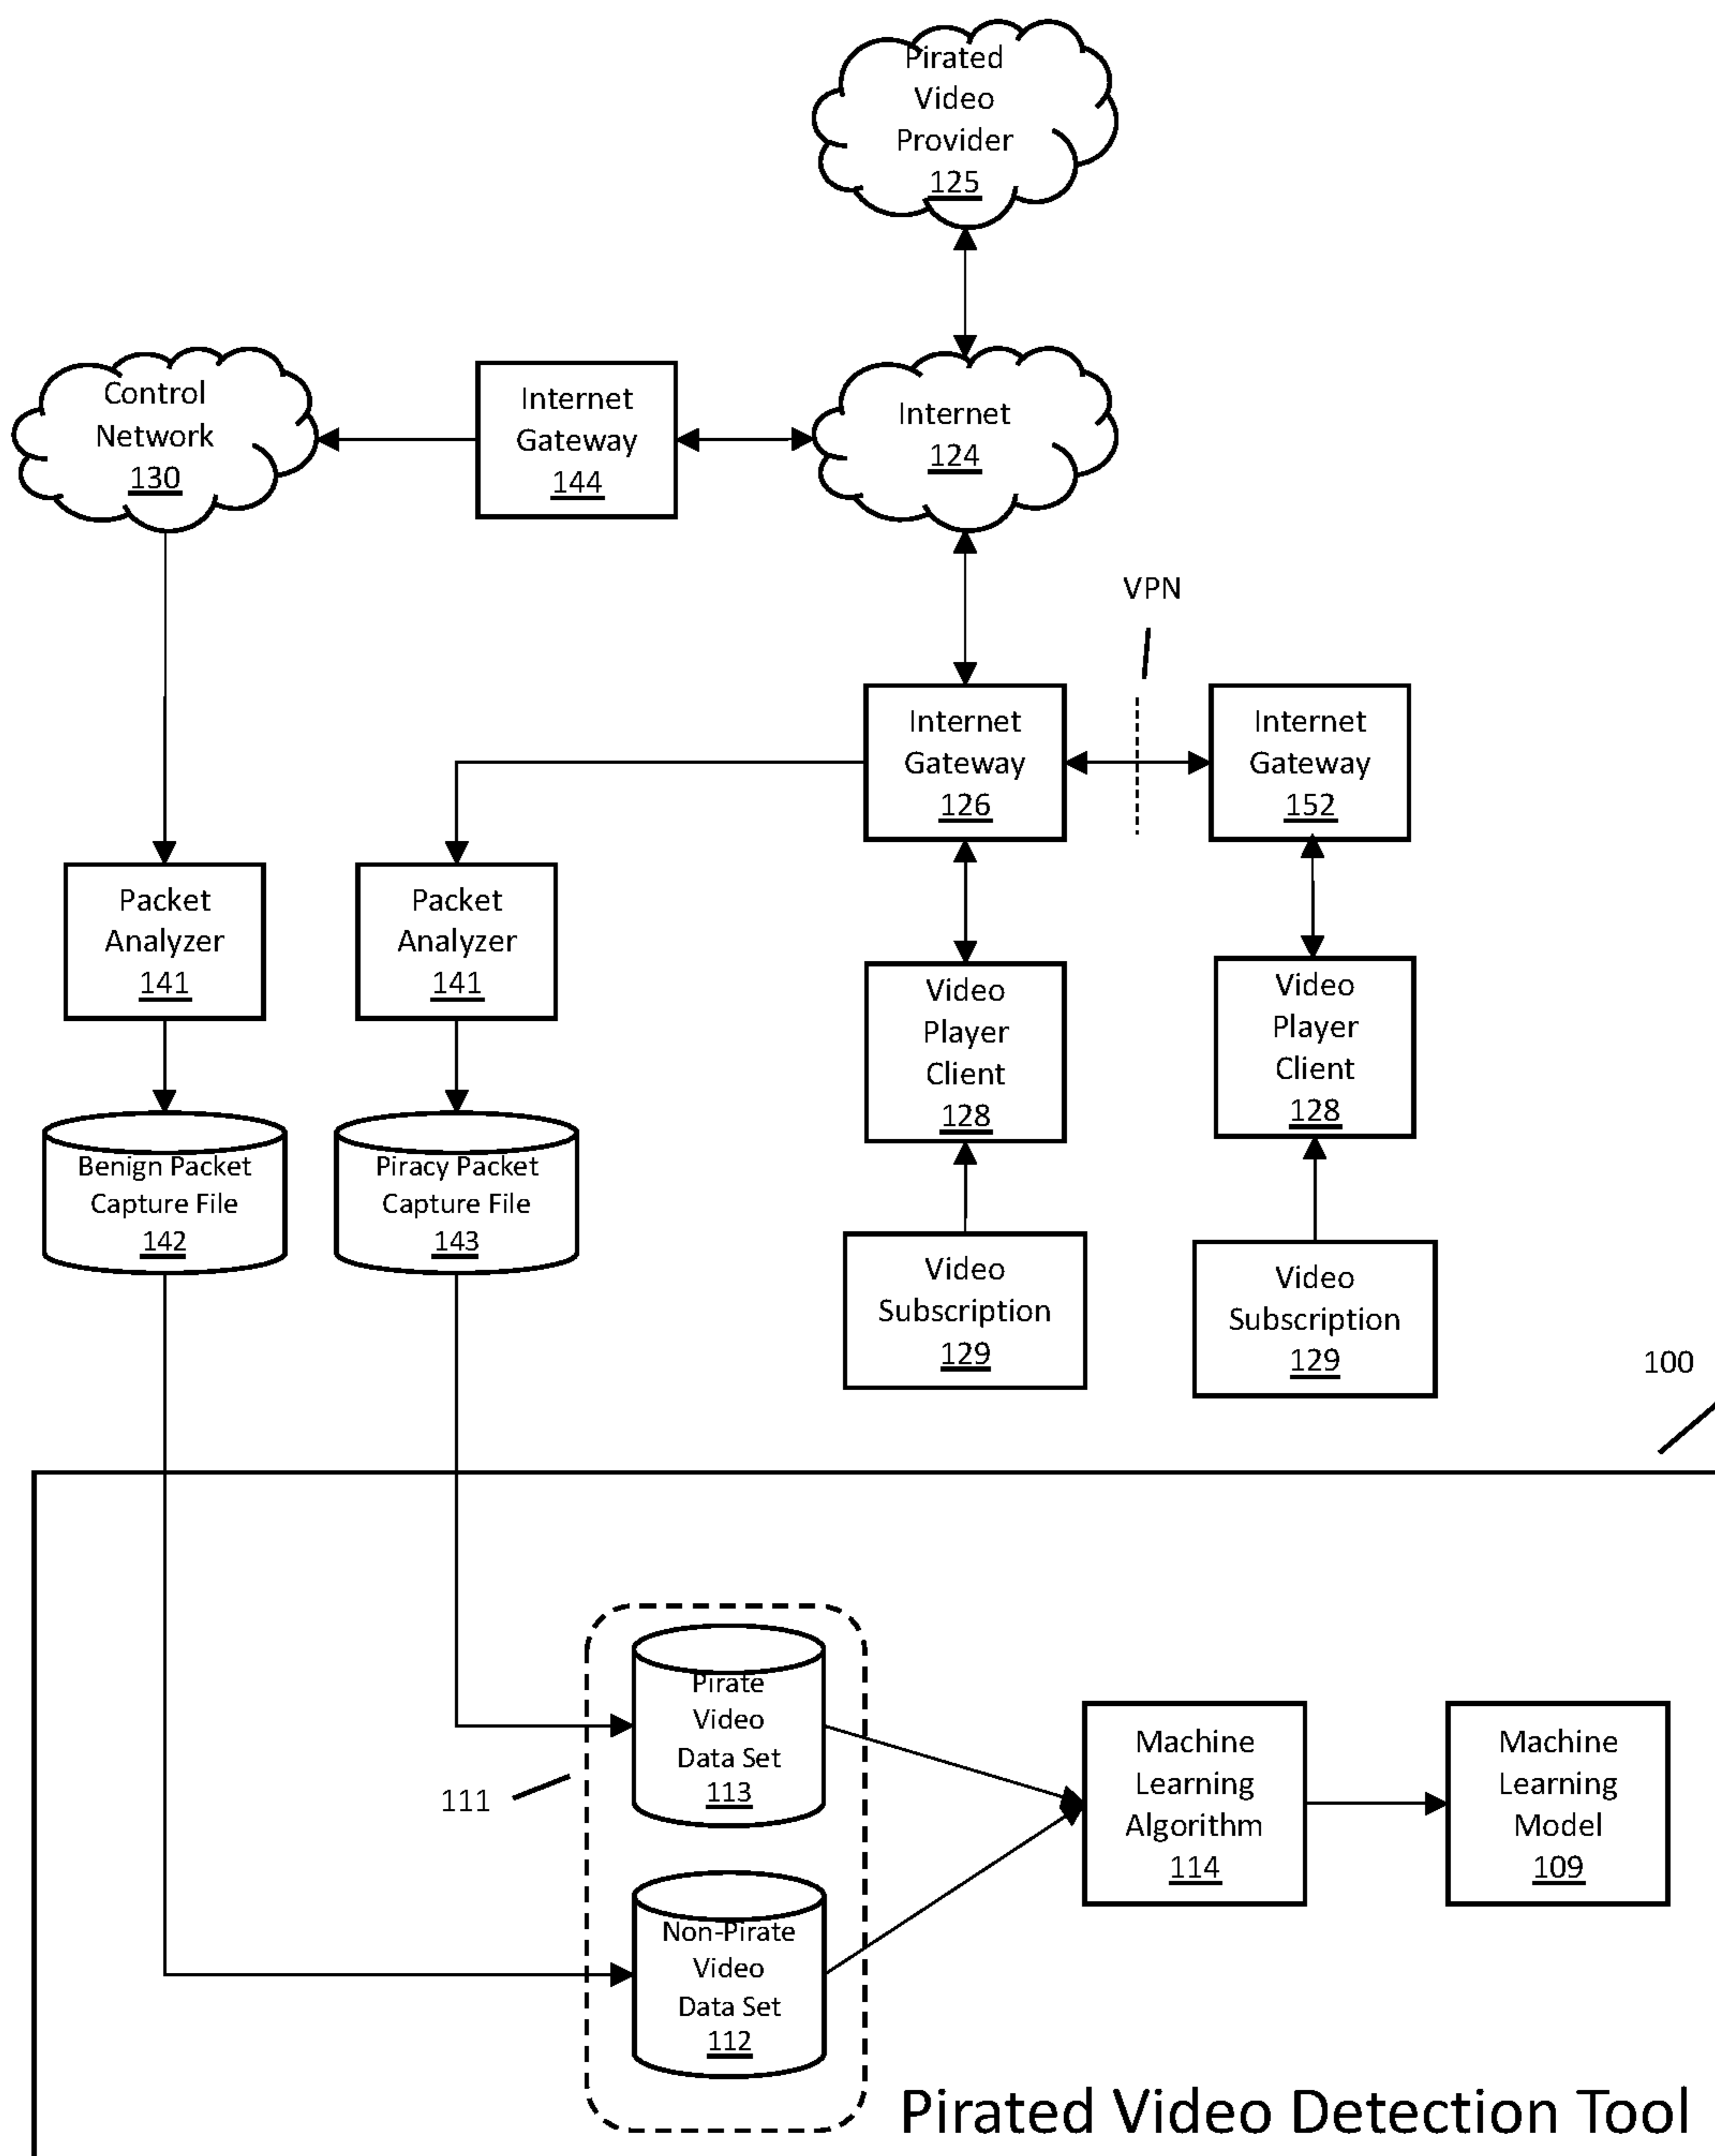 Pirated
Video
Provider
125
Control
Network
130
Internet
Gateway
144
Internet
124
VPN
Internet
Gateway
126
Internet
Gateway
152
Packet
Analyzer
141
Packet
Analyzer
141
Video
Player
Client
128
Video
Player
Client
128
Benign Packet
Capture File
142
Piracy Packet
Capture File
143
Video
Subscription
129
Video
Subscription
129
100
Pirate
Video
Data Set
113
111
Machine
Learning
Algorithm
114
Machine
Learning
Model
109
Non-Pirate
Video
Data Set
112
Pirated Video Detection Tool